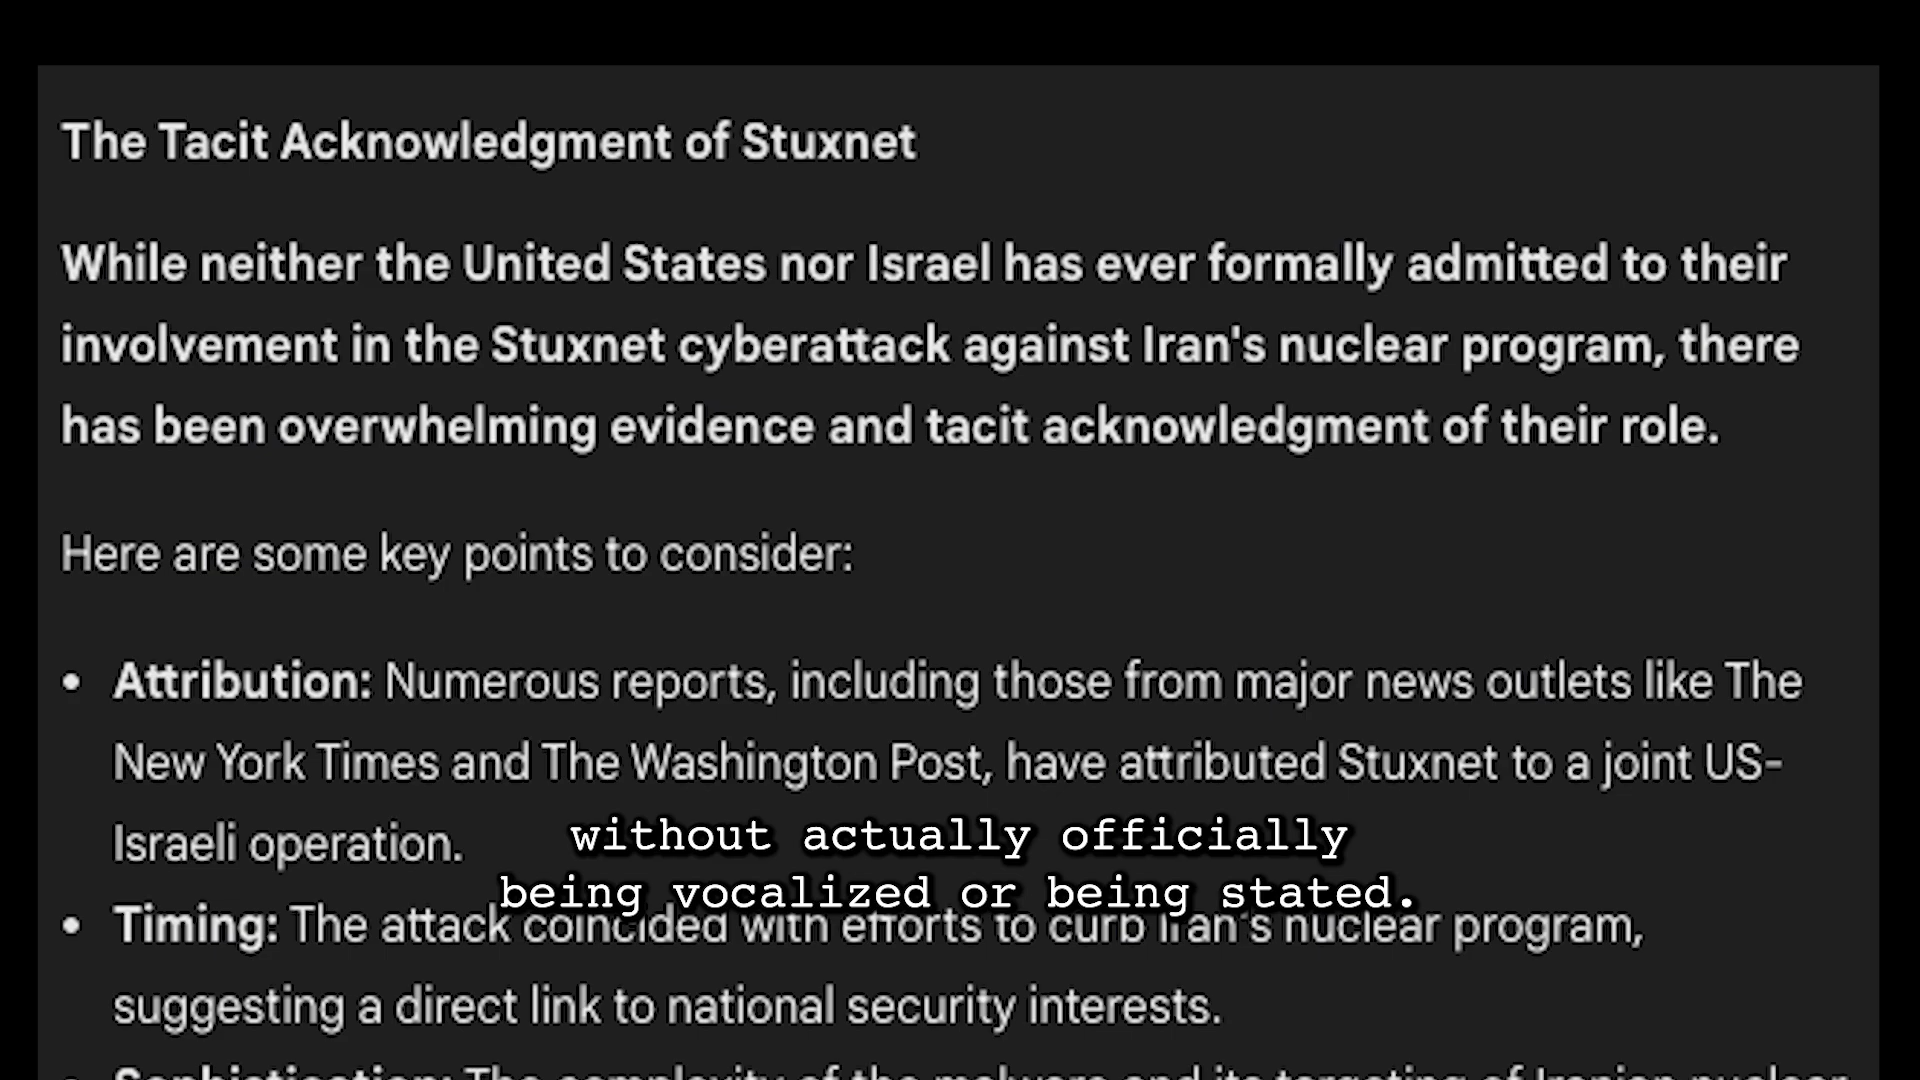 The Tacit Acknowledgment of Stuxnet
While neither the United States nor Israel has ever formally admitted to their
involvement in the Stuxnet cyberattack against Iran's nuclear program, there
has been overwhelming evidence and tacit acknowledgment of their role.
Here are some key points to consider:
• Attribution: Numerous reports, including those from major news outlets like The
New York Times and The Washington Post, have attributed Stuxnet to a joint US-
Israeli operation.
without actually officially
being vocalized or being stated.
• Timing: The attack coincided with efforts to curb Iran's nuclear program,
suggesting a direct link to national security interests.
• Sophistication: The complexity of the malware and its targeting of Iranian nuclear